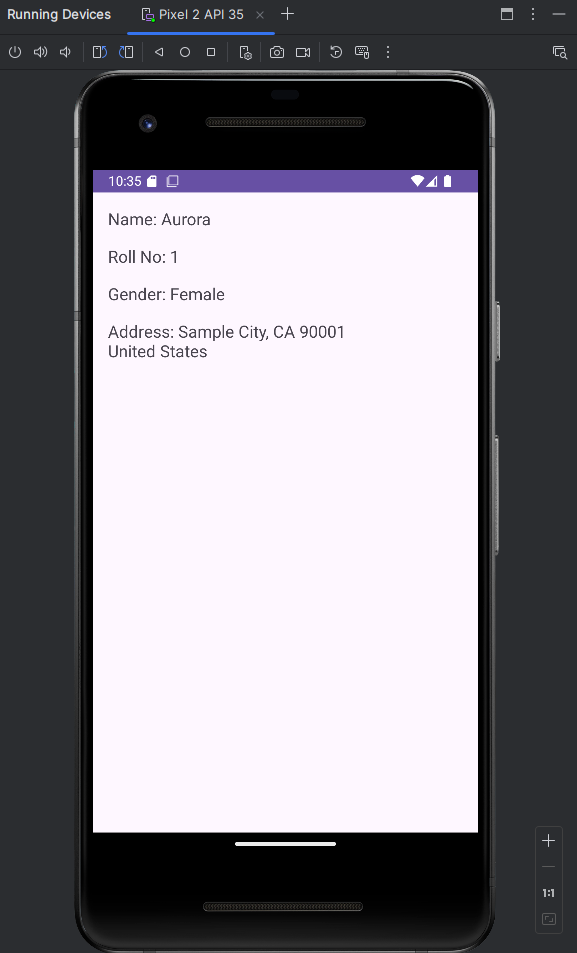 Running Devices
Pixel 2 API 35
10:35
Name: Aurora
Roll No: 1
Gender: Female
Address: Sample City, CA 90001
United States
1:1